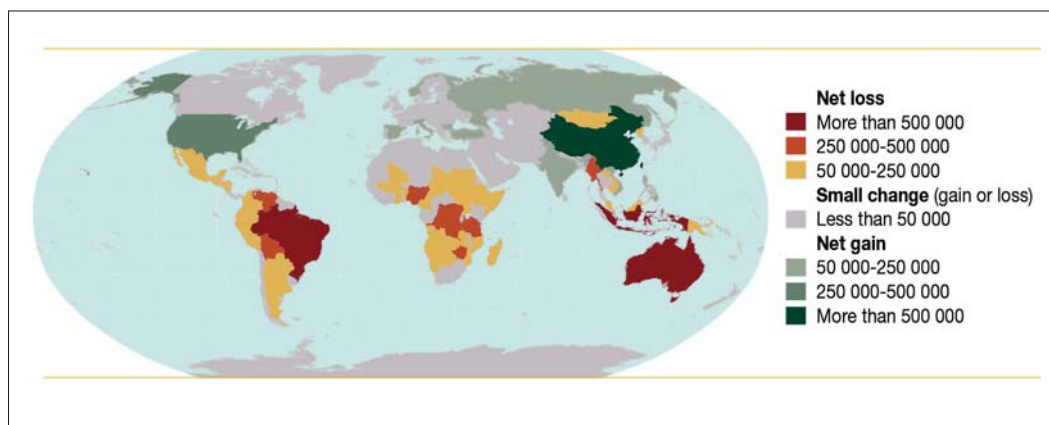 Net loss
More than 500 000
250 000-500 000
50 000-250 000
Small change (gain or loss)
Less than 50 000
Net gain
50 000-250 000
250 000-500 000
More than 500 000